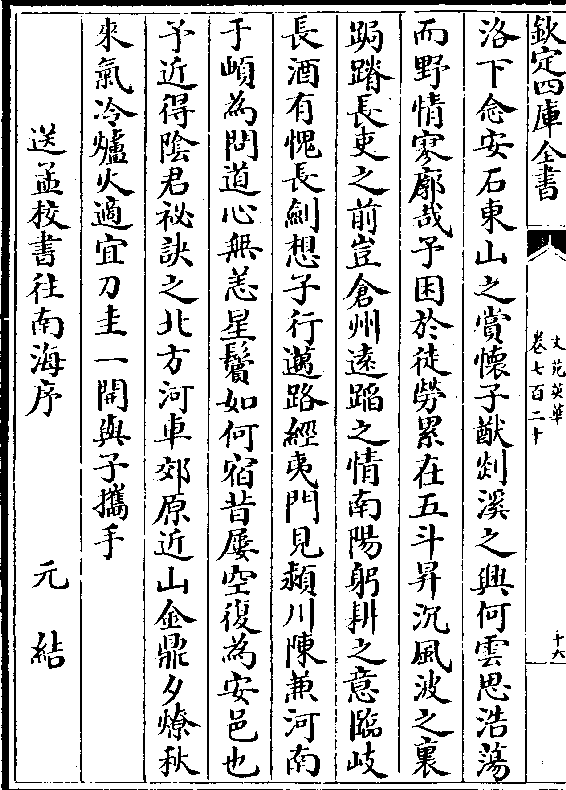 欽定四庫全書
文苑英華
卷七百二十
十六
洛下念安石東山之賞懷子猷剡溪之興何雲思浩蕩
而野情寥廓哉予困於徒勞累在五斗昇沉風波之裏
跼蹐長吏之前豈倉州遠蹈之情南陽躬耕之意臨岐
長酒有愧長劍想子行邁路經夷門見潁川陳兼河南
于頔為問道心無恙星鬢如何宿昔屢空復為安邑也
予近得陰君祕訣之北方河車郊原近山金鼎夕燎秋
來氣冷爐火適宜刀圭一開與子攜手
送孟校書往南海序 元結